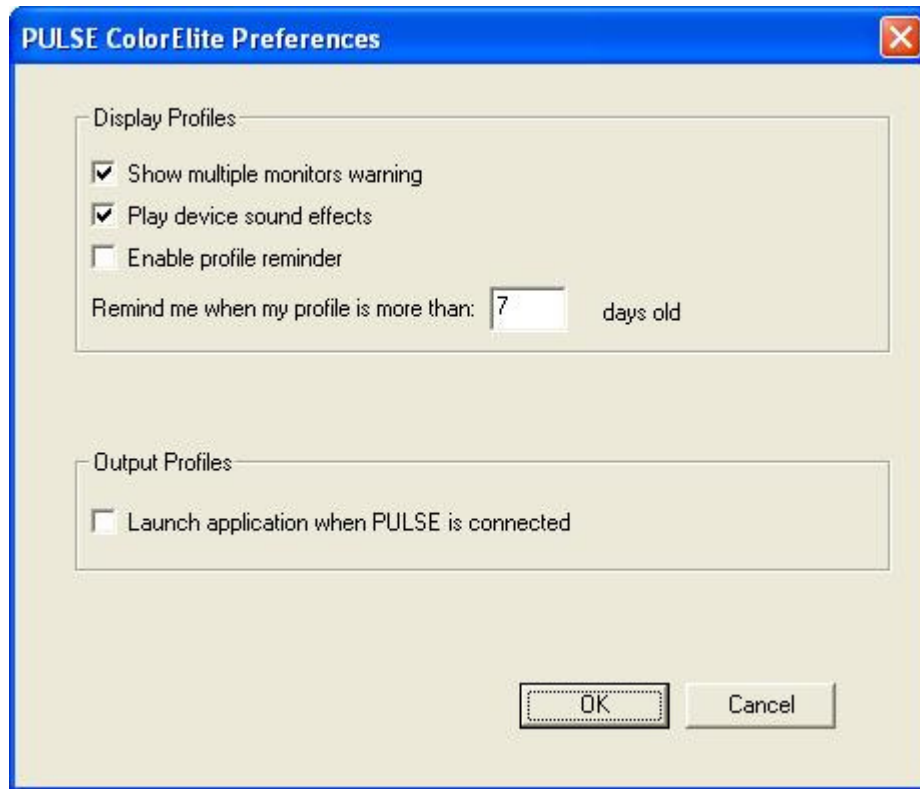 PULSE ColorElite Preferences
Display Profiles
Show multiple monitors warning
Play device sound effects
Enable profile reminder
Remind me when my profile is more than: 7 days old
Output Profiles
Launch application when PULSE is connected
OK Cancel